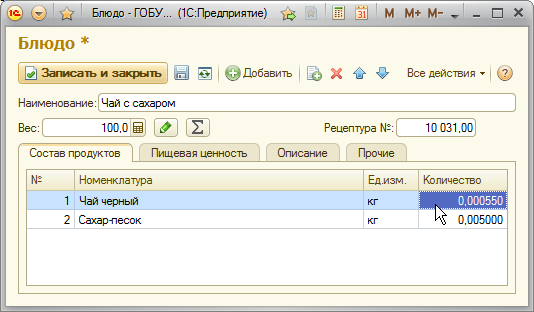 1С Блюдо - ГОБУ... (1С:Предприятие) 31 M M+ M-
Блюдо *
Записать и закрыть Добавить Все действия ?
Наименование: Чай с сахаром
Вес: 100,0 Σ Рецептура №: 10 031,00
Состав продуктов Пищевая ценность Описание Прочие
№ Номенклатура Ед.изм. Количество
1 Чай черный кг 0,000550
2 Сахар-песок кг 0,005000